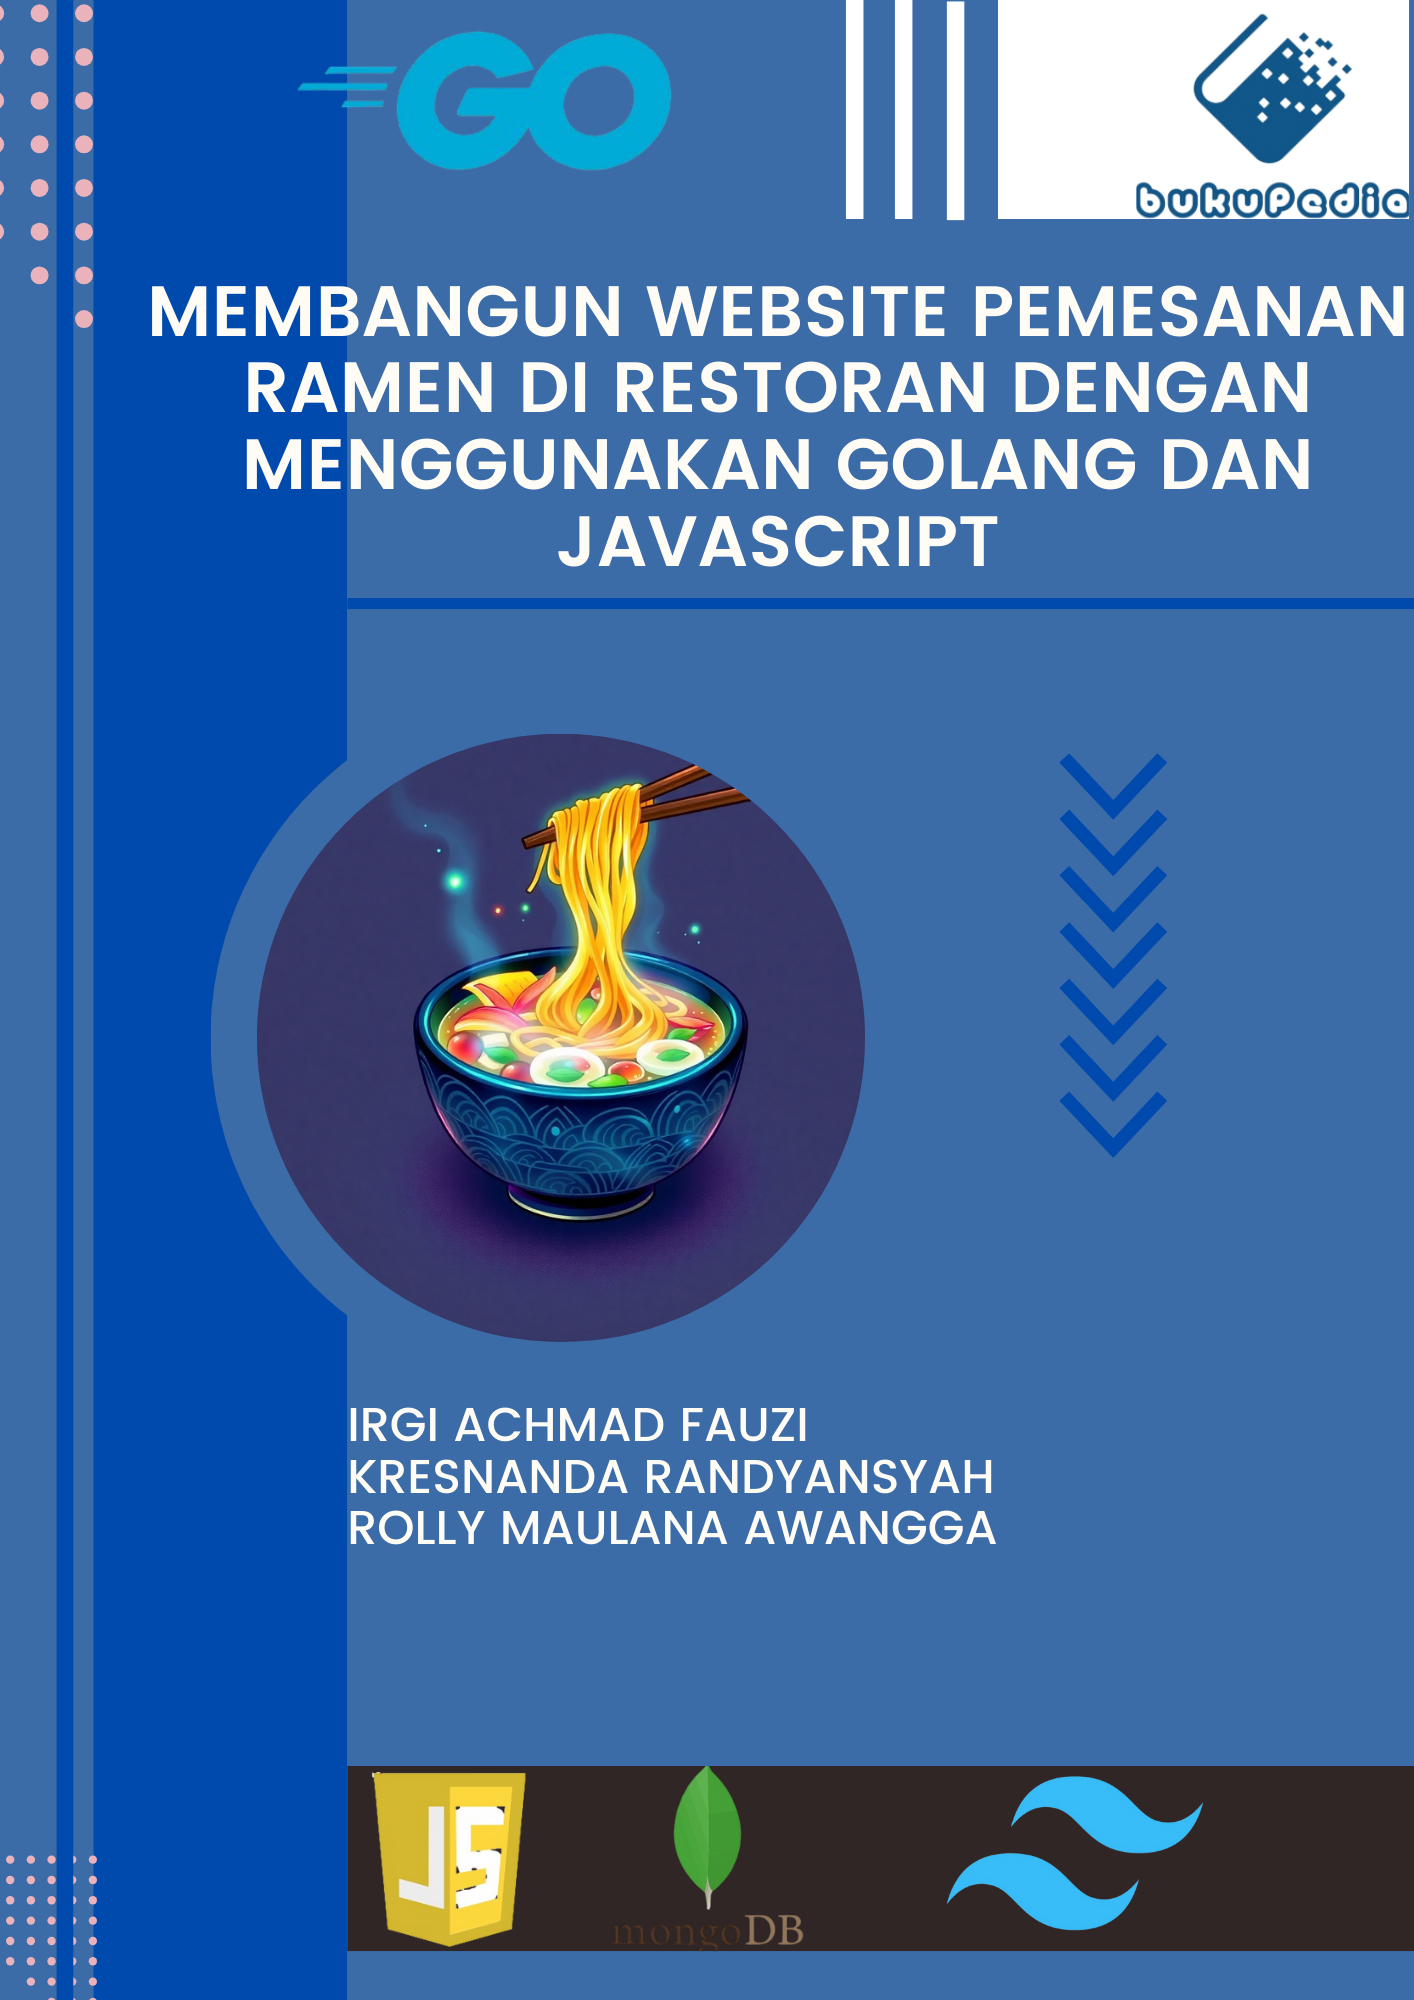 GO
bukuPedia
MEMBANGUN WEBSITE PEMESANAN
RAMEN DI RESTORAN DENGAN
MENGGUNAKAN GOLANG DAN
JAVASCRIPT
IRGI ACHMAD FAUZI
KRESNANDA RANDYANSYAH
ROLLY MAULANA AWANGGA
JS
mongoDB